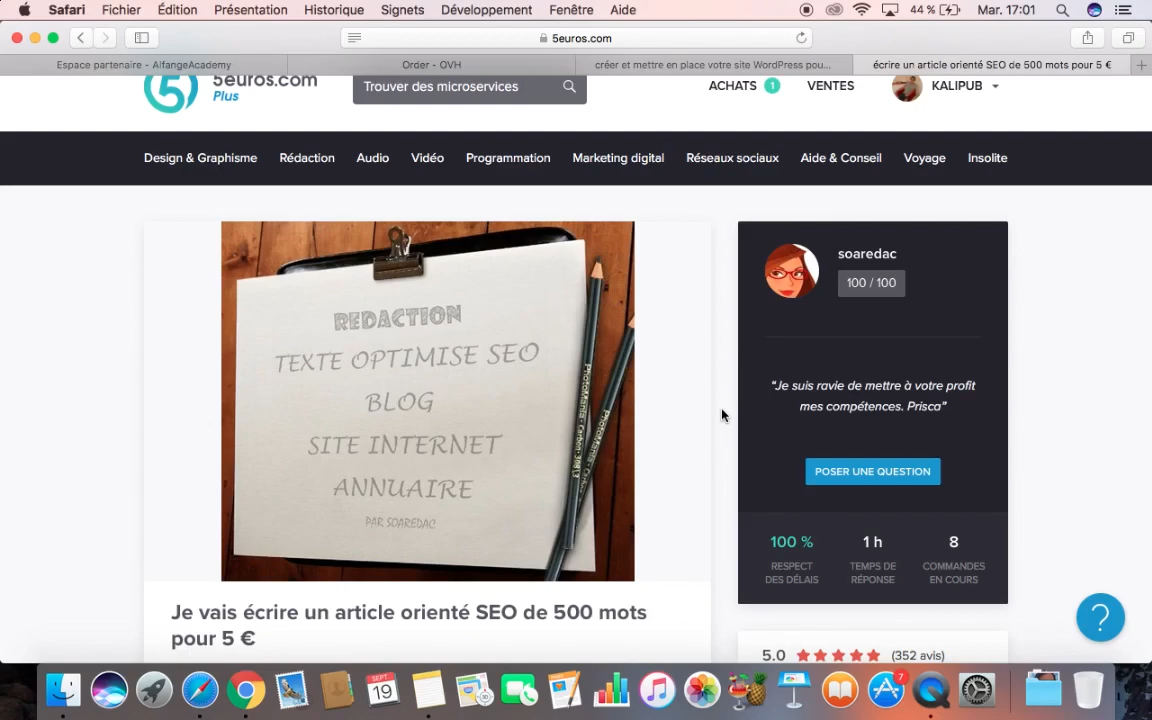 Safari Fichier Édition Présentation Historique Signets Développement Fenêtre Aide 44 % Mar. 17:01
5euros.com
Espace partenaire - AlfangeAcademy Order - OVH créer et mettre en place votre site WordPress pou... écrire un article orienté SEO de 500 mots pour 5 €
5euros.com
Plus
Trouver des microservices
ACHATS 1 VENTES KALIPUB
Design & Graphisme Rédaction Audio Vidéo Programmation Marketing digital Réseaux sociaux Aide & Conseil Voyage Insolite
REDACTION
TEXTE OPTIMISE SEO
BLOG
SITE INTERNET
ANNUAIRE
PAR SOAREDAC
soaredac
100 / 100
“Je suis ravie de mettre à votre profit
mes compétences. Prisca”
POSER UNE QUESTION
100 % 1 h 8
RESPECT TEMPS DE COMMANDES
DES DÉLAIS RÉPONSE EN COURS
Je vais écrire un article orienté SEO de 500 mots
pour 5 €
5.0 (352 avis)
?
SEPT
19
7